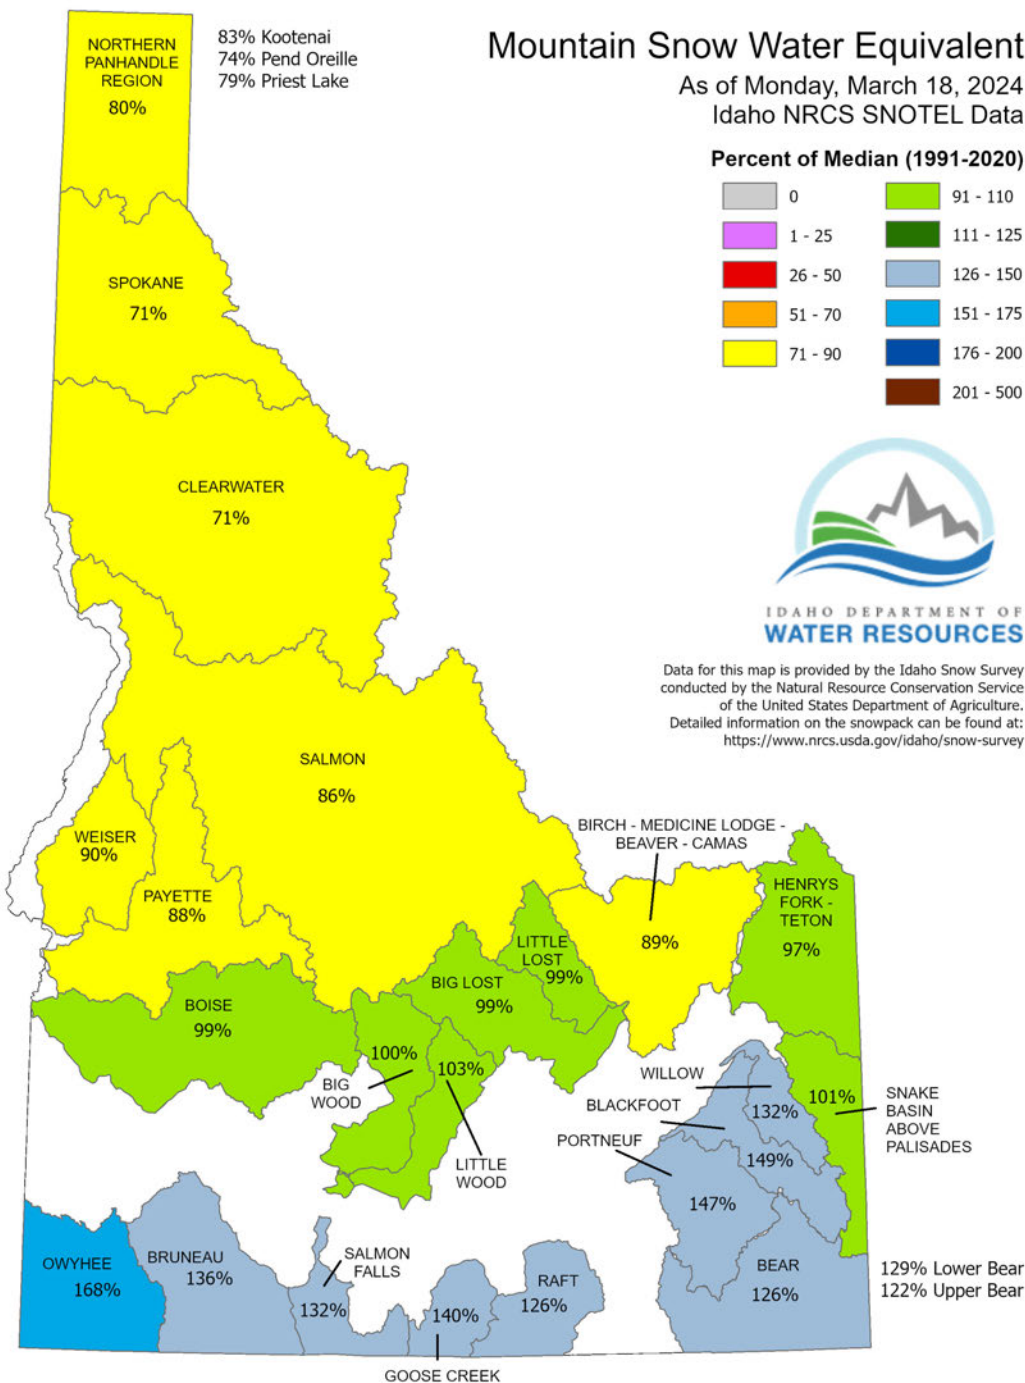 Mountain Snow Water Equivalent
As of Monday, March 18, 2024
Idaho NRCS SNOTEL Data
Percent of Median (1991-2020)
0
1 - 25
26 - 50
51 - 70
71 - 90
91 - 110
111 - 125
126 - 150
151 - 175
176 - 200
201 - 500
IDAHO DEPARTMENT OF
WATER RESOURCES
Data for this map is provided by the Idaho Snow Survey
conducted by the Natural Resource Conservation Service
of the United States Department of Agriculture.
Detailed information on the snowpack can be found at:
https://www.nrcs.usda.gov/idaho/snow-survey
NORTHERN
PANHANDLE
REGION
80%
83% Kootenai
74% Pend Oreille
79% Priest Lake
SPOKANE
71%
CLEARWATER
71%
SALMON
86%
WEISER
90%
PAYETTE
88%
BIRCH - MEDICINE LODGE -
BEAVER - CAMAS
89%
HENRYS
FORK -
TETON
97%
LITTLE
LOST
99%
BIG LOST
99%
BOISE
99%
100%
BIG
WOOD
103%
LITTLE
WOOD
WILLOW
132%
BLACKFOOT
149%
PORTNEUF
147%
101%
SNAKE
BASIN
ABOVE
PALISADES
OWYHEE
168%
BRUNEAU
136%
SALMON
FALLS
132%
140%
GOOSE CREEK
RAFT
126%
BEAR
126%
129% Lower Bear
122% Upper Bear